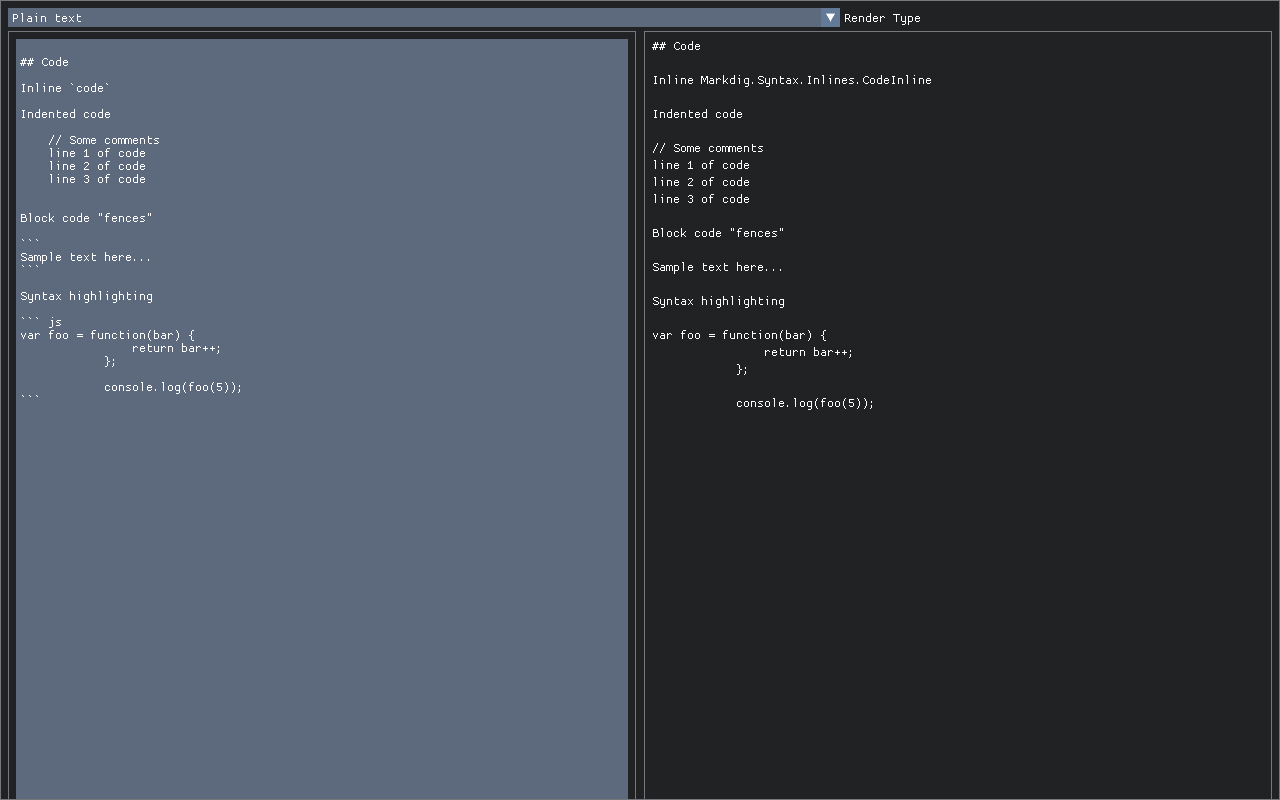 Plain text
Render Type
## Code
Inline `code`
Indented code
    // Some comments
    line 1 of code
    line 2 of code
    line 3 of code
Block code "fences"
```
Sample text here...
```
Syntax highlighting
``` js
var foo = function(bar) {
                return bar++;
            };
            console.log(foo(5));
```
## Code
Inline Markdig.Syntax.Inlines.CodeInline
Indented code
// Some comments
line 1 of code
line 2 of code
line 3 of code
Block code "fences"
Sample text here...
Syntax highlighting
var foo = function(bar) {
                return bar++;
            };
            console.log(foo(5));